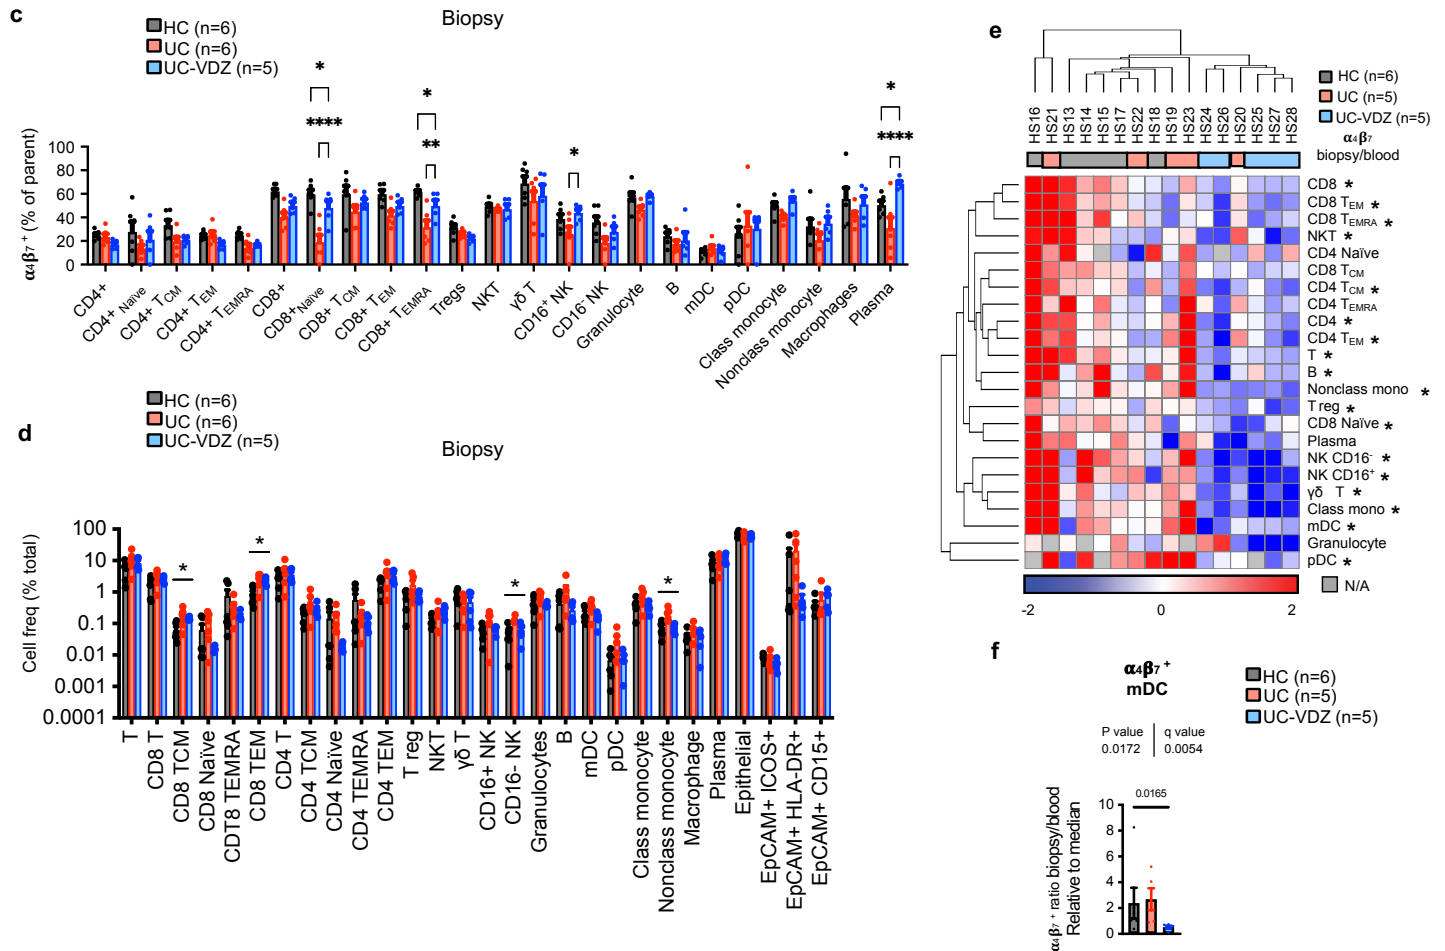 c
Biopsy
HC (n=6)
UC (n=6)
UC-VDZ (n=5)
α4β7 + (% of parent)
100
80
60
40
20
0
*
****
*
**
*
*
****
CD4+
CD4+ Naïve
CD4+ TCM
CD4+ TEM
CD4+ TEMRA
CD8+
CD8+Naïve
CD8+ TCM
CD8+ TEM
CD8+ TEMRA
Tregs
NKT
γδ T
CD16+ NK
CD16- NK
Granulocyte
B
mDC
pDC
Class monocyte
Nonclass monocyte
Macrophages
Plasma
d
HC (n=6)
UC (n=6)
UC-VDZ (n=5)
Biopsy
Cell freq (% total)
100
10
1
0.1
0.01
0.001
0.0001
*
*
*
*
T
CD8 T
CD8 TCM
CD8 Naïve
CDT8 TEMRA
CD8 TEM
CD4 T
CD4 TCM
CD4 Naïve
CD4 TEMRA
CD4 TEM
T reg
NKT
γδ T
CD16+ NK
CD16- NK
Granulocytes
B
mDC
pDC
Class monocyte
Nonclass monocyte
Macrophage
Plasma
Epithelial
EpCAM+ ICOS+
EpCAM+ HLA-DR+
EpCAM+ CD15+
e
HC (n=6)
UC (n=5)
UC-VDZ (n=5)
α4β7
biopsy/blood
HS16
HS21
HS13
HS14
HS15
HS17
HS22
HS18
HS19
HS23
HS24
HS26
HS20
HS25
HS27
HS28
CD8 *
CD8 TEM *
CD8 TEMRA *
NKT *
CD4 Naïve
CD8 TCM
CD4 TCM *
CD4 TEMRA
CD4 *
CD4 TEM *
T *
B *
Nonclass mono *
T reg *
CD8 Naïve *
Plasma
NK CD16- *
NK CD16+ *
γδ T *
Class mono *
mDC *
Granulocyte
pDC *
N/A
-2 0 2
f
α4β7 +
mDC
HC (n=6)
UC (n=5)
UC-VDZ (n=5)
P value q value
0.0172 0.0054
0.0165
α4β7 + ratio biopsy/blood
Relative to median
10
8
6
4
2
0